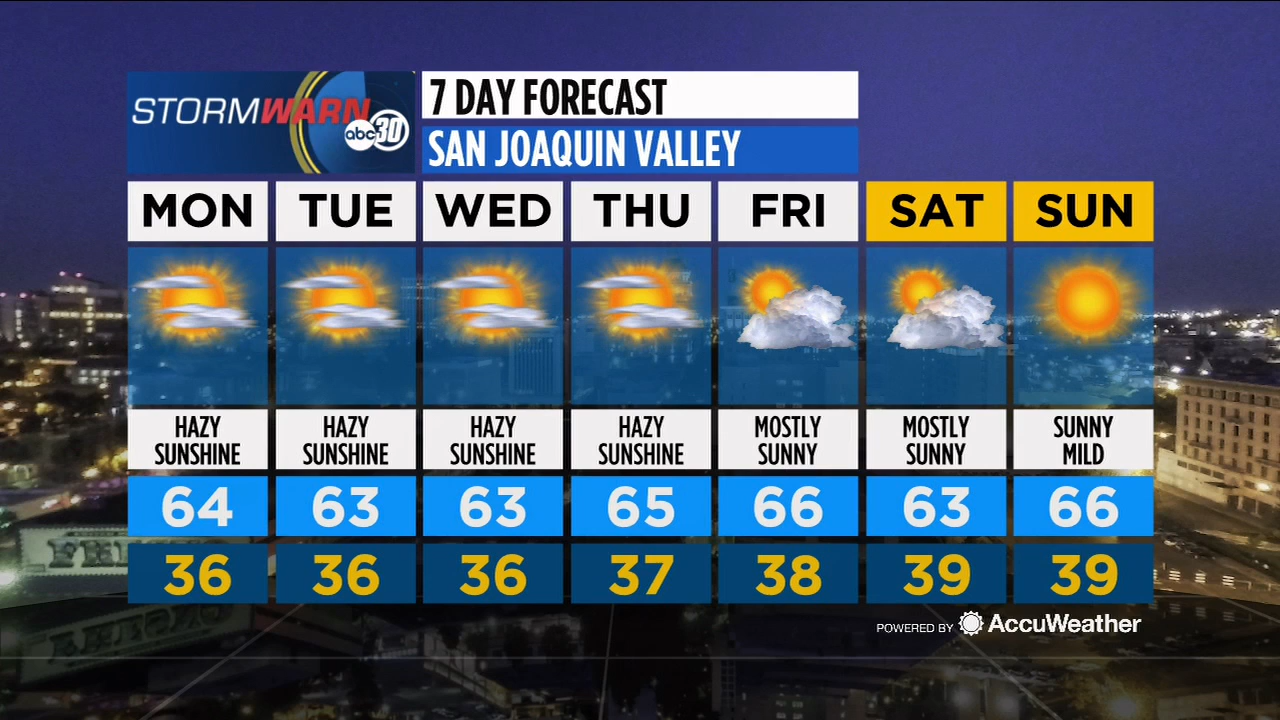 STORMWARN
abc30
7 DAY FORECAST
SAN JOAQUIN VALLEY
MON TUE WED THU FRI SAT SUN
HAZY HAZY HAZY HAZY MOSTLY MOSTLY SUNNY
SUNSHINE SUNSHINE SUNSHINE SUNSHINE SUNNY SUNNY MILD
64 63 63 65 66 63 66
36 36 36 37 38 39 39
POWERED BY AccuWeather